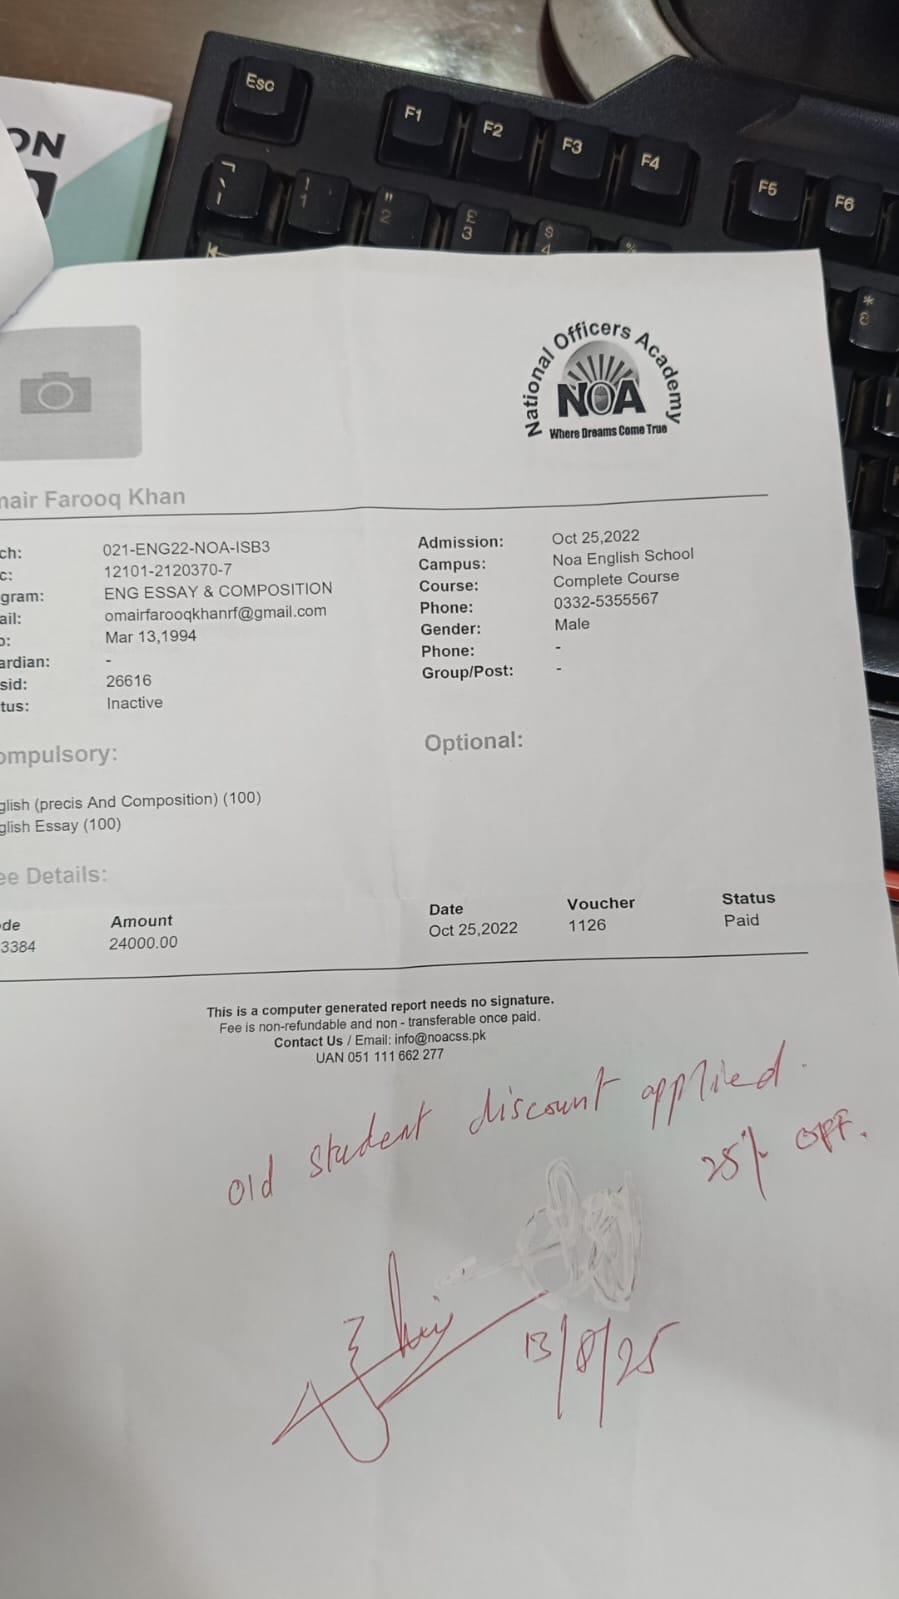 ON
Esc
F1
F2
F3
F4
F5
F6
!
1
"
2
£
3
$
4
%
*
8
National Officers Academy
NOA
Where Dreams Come True
mair Farooq Khan
ch: 021-ENG22-NOA-ISB3
c: 12101-2120370-7
gram: ENG ESSAY & COMPOSITION
ail: omairfarooqkhanrf@gmail.com
o: Mar 13,1994
ardian: -
sid: 26616
tus: Inactive
Admission: Oct 25,2022
Campus: Noa English School
Course: Complete Course
Phone: 0332-5355567
Gender: Male
Phone: -
Group/Post: -
ompulsory:
Optional:
glish (precis And Composition) (100)
glish Essay (100)
ee Details:
de Amount Date Voucher Status
3384 24000.00 Oct 25,2022 1126 Paid
This is a computer generated report needs no signature.
Fee is non-refundable and non - transferable once paid.
Contact Us / Email: info@noacss.pk
UAN 051 111 662 277
old student discount applied.
25% OFF.
13/8/25